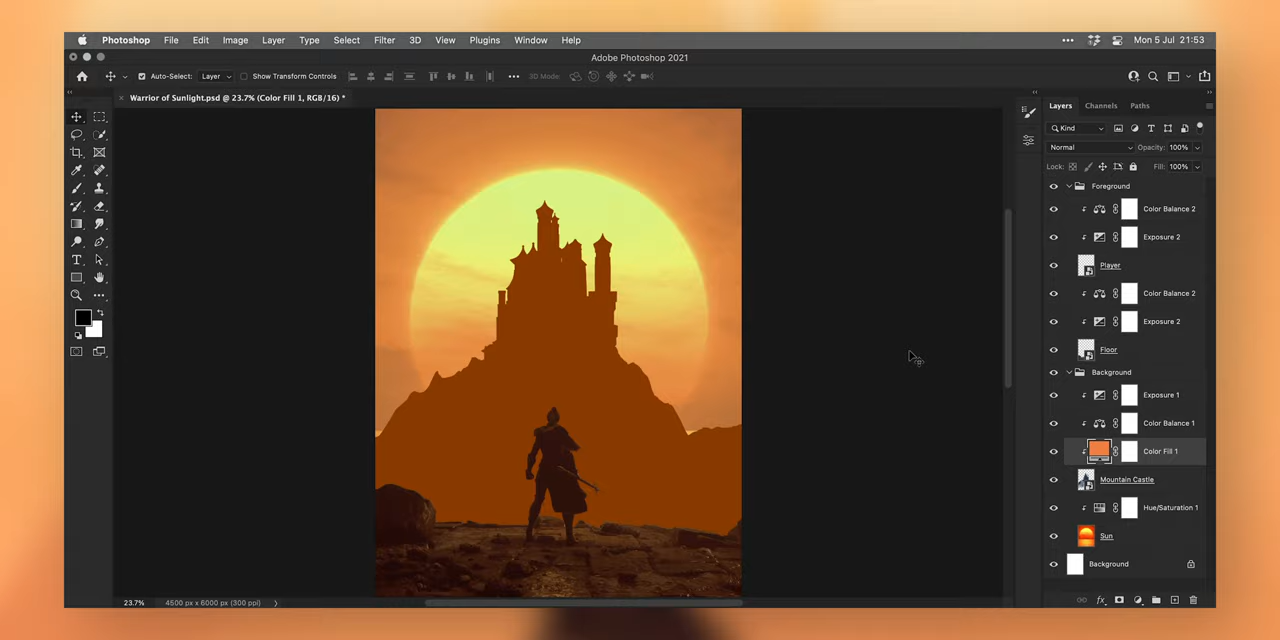 Photoshop File Edit Image Layer Type Select Filter 3D View Plugins Window Help Mon 5 Jul 21:53
Adobe Photoshop 2021
Auto-Select: Layer Show Transform Controls 3D Mode:
Warrior of Sunlight.psd @ 23.7% (Color Fill 1, RGB/16) *
Layers Channels Paths
Kind
Normal Opacity: 100%
Lock: Fill: 100%
Foreground
Color Balance 2
Exposure 2
Player
Color Balance 2
Exposure 2
Floor
Background
Exposure 1
Color Balance 1
Color Fill 1
Mountain Castle
Hue/Saturation 1
Sun
Background
23.7% 4500 px x 6000 px (300 ppi)